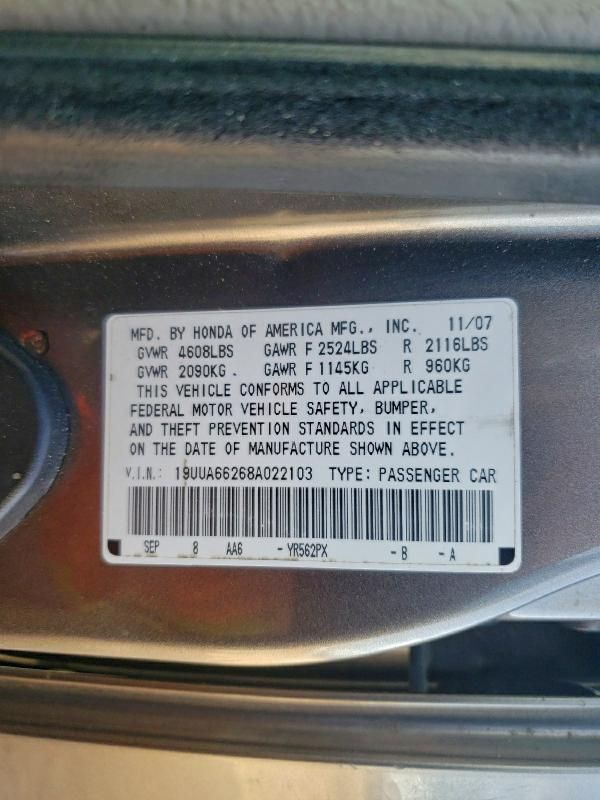 MFD. BY HONDA OF AMERICA MFG., INC. 11/07
GVWR 4608LBS GAWR F 2524LBS R 2116LBS
GVWR 2090KG. GAWR F 1145KG R 960KG
THIS VEHICLE CONFORMS TO ALL APPLICABLE
FEDERAL MOTOR VEHICLE SAFETY, BUMPER,
AND THEFT PREVENTION STANDARDS IN EFFECT
ON THE DATE OF MANUFACTURE SHOWN ABOVE.
V.I.N.: 19UUA66268A022103 TYPE: PASSENGER CAR
SEP 8 AA6 -YR562PX -B -A